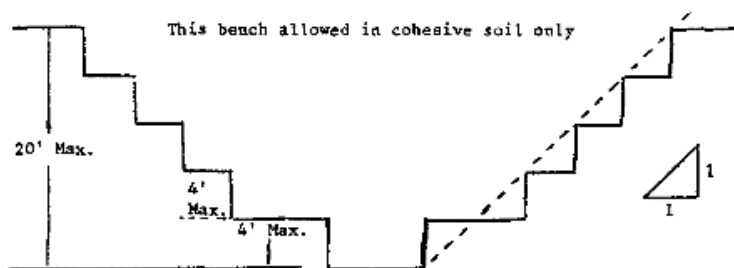 This bench allowed in cohesive soil only
20' Max.
4'
Max.
4' Max.
1
1